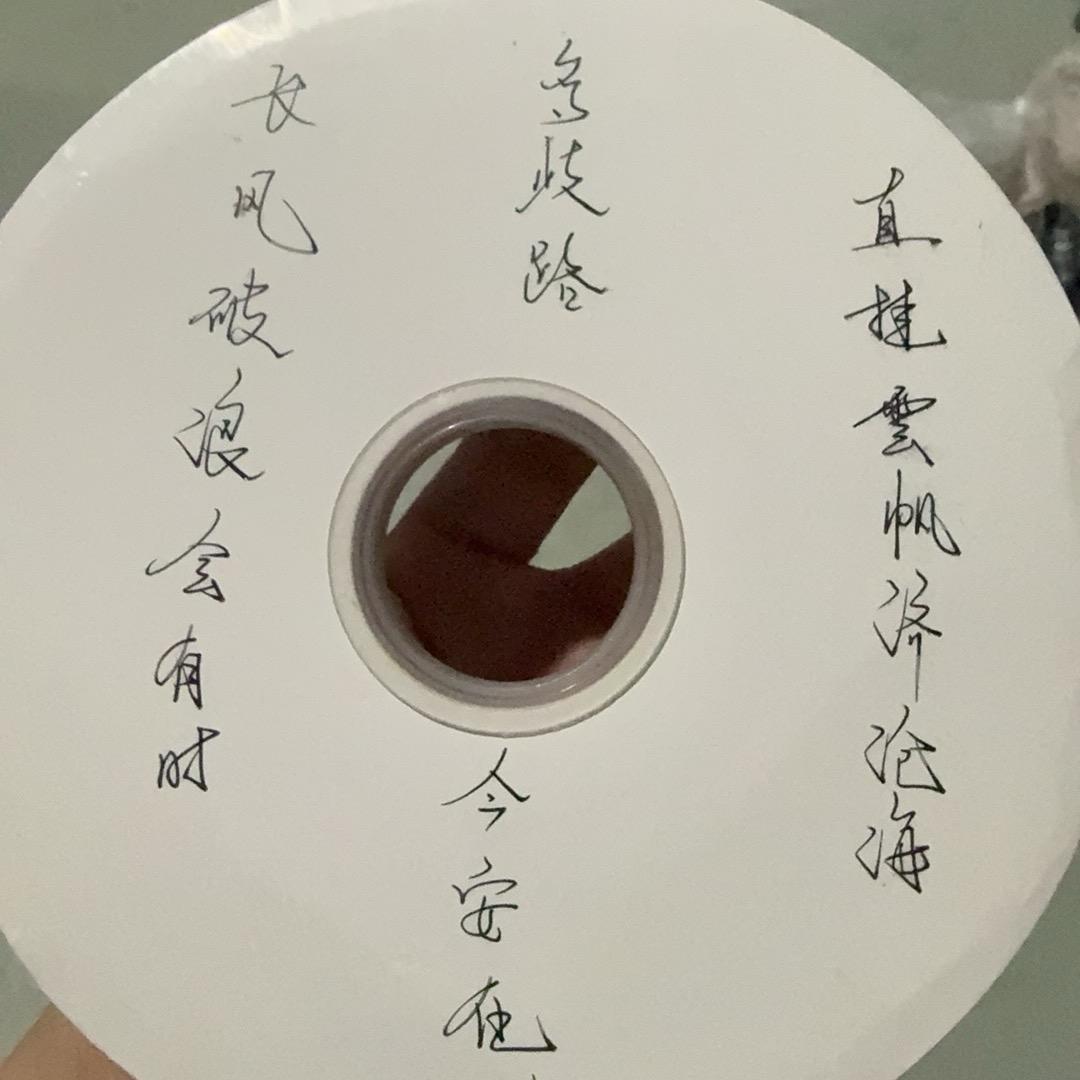 多歧路
今安在
长风破浪会有时
直挂雲帆济沧海